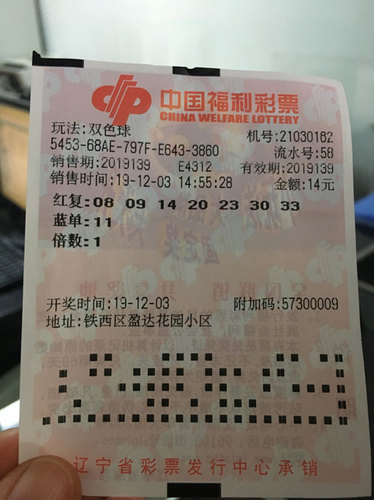 中国福利彩票
CHINA WELFARE LOTTERY
玩法:双色球 机号:21030162
5453-68AE-797F-E643-3860 流水号:58
销售期:2019139 E4312 有效期:2019139
销售时间:19-12-03 14:55:28 金额:14元
红复:08 09 14 20 23 30 33
蓝单:11
倍数:1
开奖时间:19-12-03 附加码:57300009
地址:铁西区盈达花园小区
辽宁省彩票发行中心承销